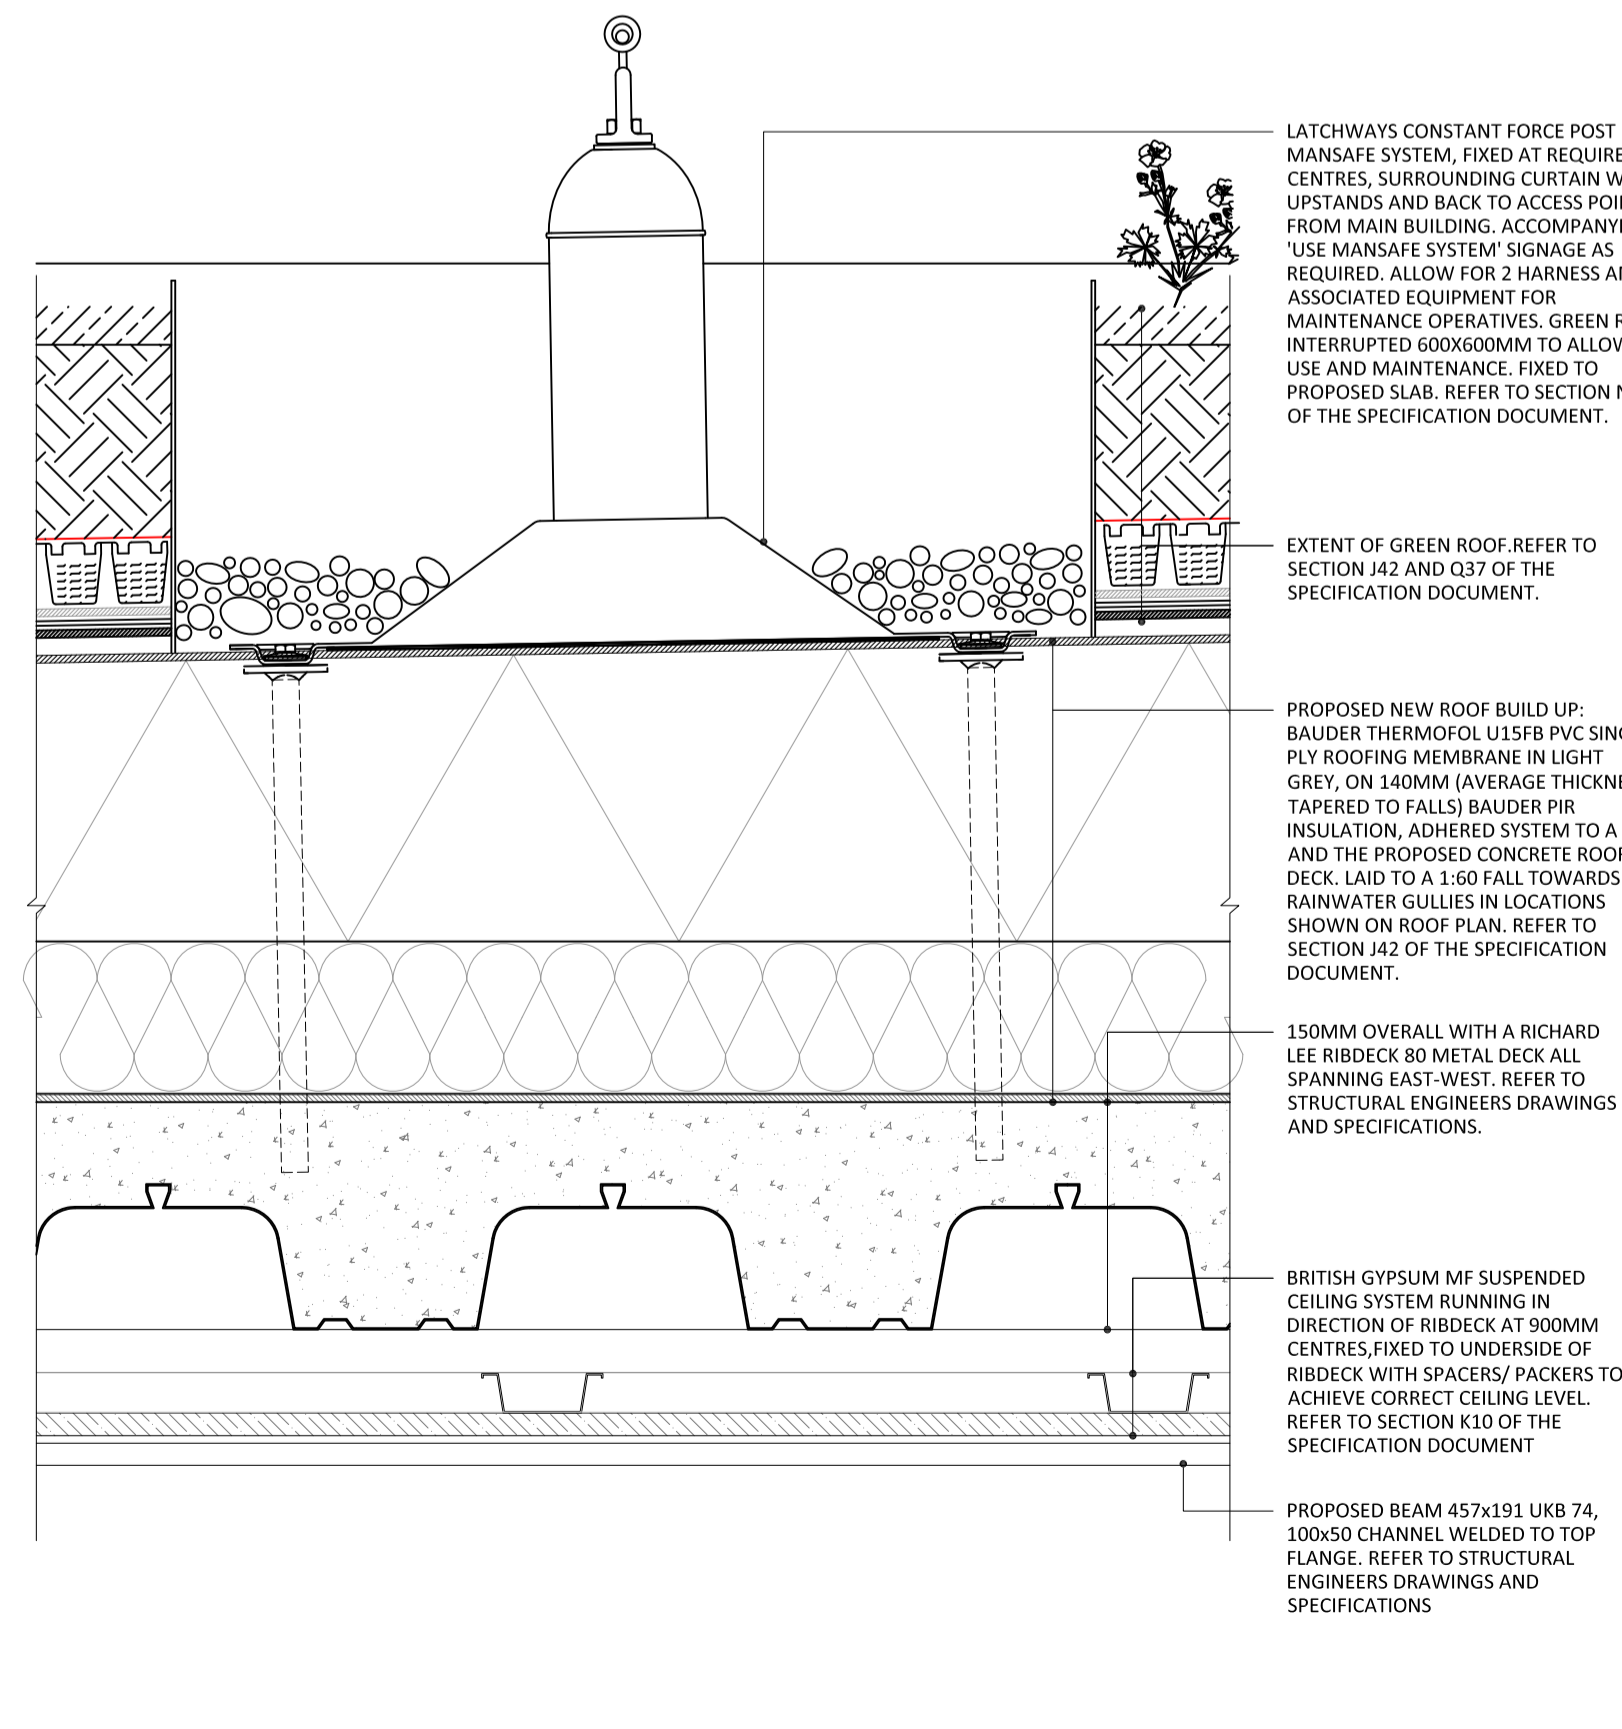 LATCHWAYS CONSTANT FORCE POST
MANSAFE SYSTEM, FIXED AT REQUIRE
CENTRES, SURROUNDING CURTAIN W
UPSTANDS AND BACK TO ACCESS POI
FROM MAIN BUILDING. ACCOMPANY
'USE MANSAFE SYSTEM' SIGNAGE AS
REQUIRED. ALLOW FOR 2 HARNESS A
ASSOCIATED EQUIPMENT FOR
MAINTENANCE OPERATIVES. GREEN R
INTERRUPTED 600X600MM TO ALLOW
USE AND MAINTENANCE. FIXED TO
PROPOSED SLAB. REFER TO SECTION N
OF THE SPECIFICATION DOCUMENT.
EXTENT OF GREEN ROOF.REFER TO
SECTION J42 AND Q37 OF THE
SPECIFICATION DOCUMENT.
PROPOSED NEW ROOF BUILD UP:
BAUDER THERMOFOL U15FB PVC SING
PLY ROOFING MEMBRANE IN LIGHT
GREY, ON 140MM (AVERAGE THICKNE
TAPERED TO FALLS) BAUDER PIR
INSULATION, ADHERED SYSTEM TO A
AND THE PROPOSED CONCRETE ROOF
DECK. LAID TO A 1:60 FALL TOWARDS
RAINWATER GULLIES IN LOCATIONS
SHOWN ON ROOF PLAN. REFER TO
SECTION J42 OF THE SPECIFICATION
DOCUMENT.
150MM OVERALL WITH A RICHARD
LEE RIBDECK 80 METAL DECK ALL
SPANNING EAST-WEST. REFER TO
STRUCTURAL ENGINEERS DRAWINGS
AND SPECIFICATIONS.
BRITISH GYPSUM MF SUSPENDED
CEILING SYSTEM RUNNING IN
DIRECTION OF RIBDECK AT 900MM
CENTRES,FIXED TO UNDERSIDE OF
RIBDECK WITH SPACERS/ PACKERS TO
ACHIEVE CORRECT CEILING LEVEL.
REFER TO SECTION K10 OF THE
SPECIFICATION DOCUMENT
PROPOSED BEAM 457x191 UKB 74,
100x50 CHANNEL WELDED TO TOP
FLANGE. REFER TO STRUCTURAL
ENGINEERS DRAWINGS AND
SPECIFICATIONS